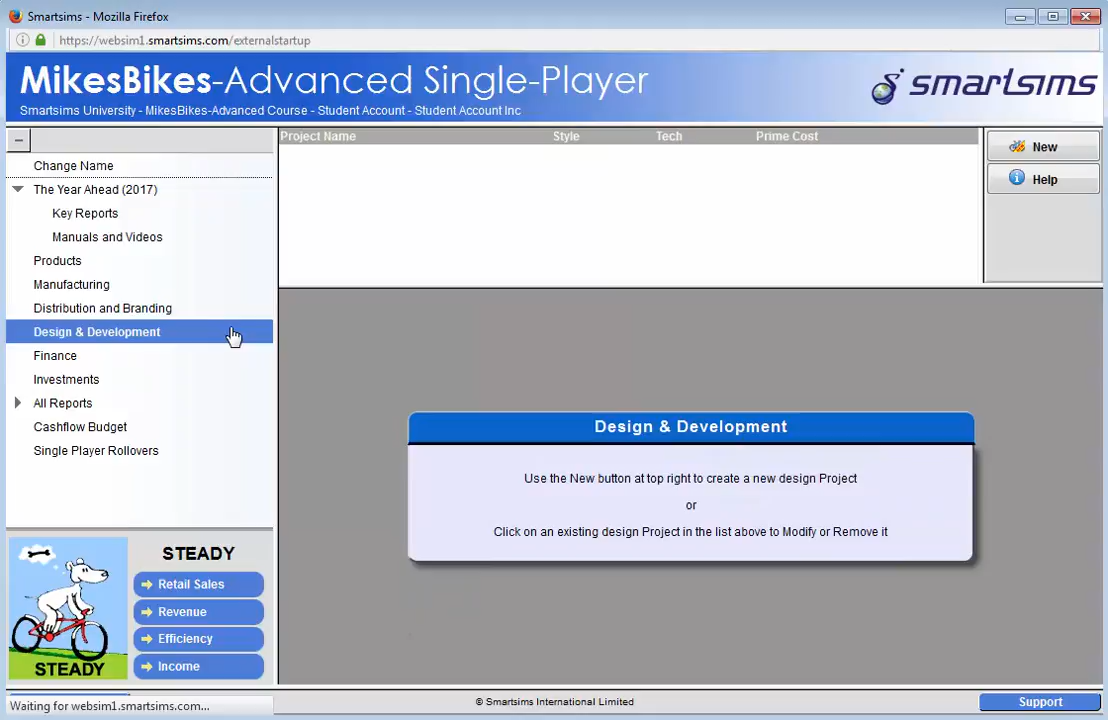 Smartsims - Mozilla Firefox
https://websim1.smartsims.com/externalstartup
MikesBikes-Advanced Single-Player
smartsims
Smartsims University - MikesBikes-Advanced Course - Student Account - Student Account Inc
Project Name Style Tech Prime Cost
New
Help
Change Name
The Year Ahead (2017)
Key Reports
Manuals and Videos
Products
Manufacturing
Distribution and Branding
Design & Development
Finance
Investments
All Reports
Cashflow Budget
Single Player Rollovers
Design & Development
Use the New button at top right to create a new design Project
or
Click on an existing design Project in the list above to Modify or Remove it
STEADY
Retail Sales
Revenue
Efficiency
Income
STEADY
Waiting for websim1.smartsims.com...
© Smartsims International Limited
Support